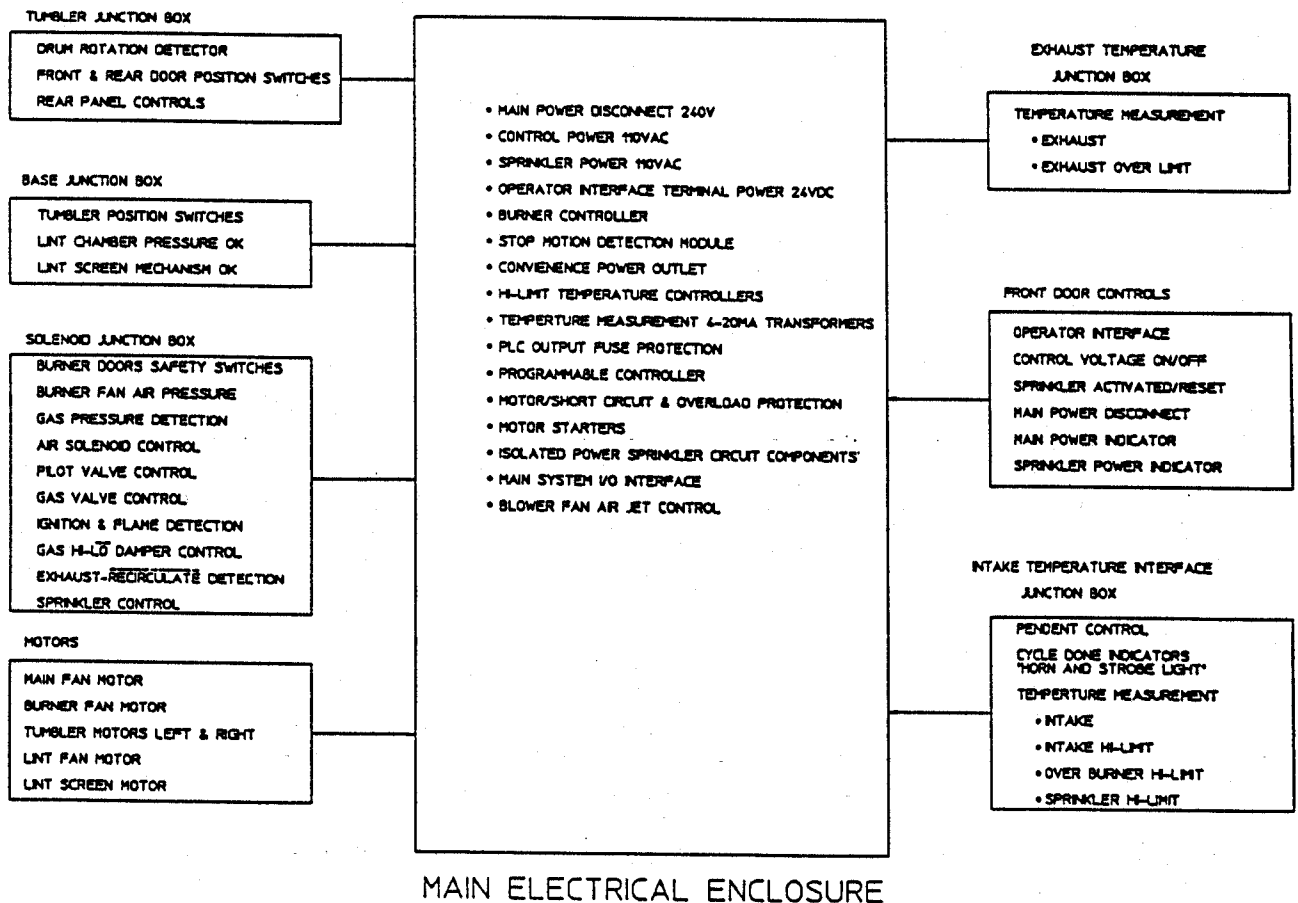 TUMBLER JUNCTION BOX
DRUM ROTATION DETECTOR
FRONT & REAR DOOR POSITION SWITCHES
REAR PANEL CONTROLS
BASE JUNCTION BOX
TUMBLER POSITION SWITCHES
LINT CHAMBER PRESSURE OK
LINT SCREEN MECHANISM OK
SOLENOID JUNCTION BOX
BURNER DOORS SAFETY SWITCHES
BURNER FAN AIR PRESSURE
GAS PRESSURE DETECTION
AIR SOLENOID CONTROL
PILOT VALVE CONTROL
GAS VALVE CONTROL
IGNITION & FLAME DETECTION
GAS HI-LO DAMPER CONTROL
EXHAUST-RECIRCULATE DETECTION
SPRINKLER CONTROL
MOTORS
MAIN FAN MOTOR
BURNER FAN MOTOR
TUMBLER MOTORS LEFT & RIGHT
LINT FAN MOTOR
LINT SCREEN MOTOR
• MAIN POWER DISCONNECT 240V
• CONTROL POWER 110VAC
• SPRINKLER POWER 110VAC
• OPERATOR INTERFACE TERMINAL POWER 24VDC
• BURNER CONTROLLER
• STOP MOTION DETECTION MODULE
• CONVIENENCE POWER OUTLET
• HI-LIMIT TEMPERATURE CONTROLLERS
• TEMPERTURE MEASUREMENT 4-20MA TRANSFORMERS
• PLC OUTPUT FUSE PROTECTION
• PROGRAMMABLE CONTROLLER
• MOTOR/SHORT CIRCUIT & OVERLOAD PROTECTION
• MOTOR STARTERS
• ISOLATED POWER SPRINKLER CIRCUIT COMPONENTS'
• MAIN SYSTEM I/O INTERFACE
• BLOWER FAN AIR JET CONTROL
EXHAUST TEMPERATURE
JUNCTION BOX
TEMPERATURE MEASUREMENT
• EXHAUST
• EXHAUST OVER LIMIT
FRONT DOOR CONTROLS
OPERATOR INTERFACE
CONTROL VOLTAGE ON/OFF
SPRINKLER ACTIVATED/RESET
MAIN POWER DISCONNECT
MAIN POWER INDICATOR
SPRINKLER POWER INDICATOR
INTAKE TEMPERATURE INTERFACE
JUNCTION BOX
PENDENT CONTROL
CYCLE DONE INDICATORS
"HORN AND STROBE LIGHT"
TEMPERTURE MEASUREMENT
• INTAKE
• INTAKE HI-LIMIT
• OVER BURNER HI-LIMIT
• SPRINKLER HI-LIMIT
MAIN ELECTRICAL ENCLOSURE